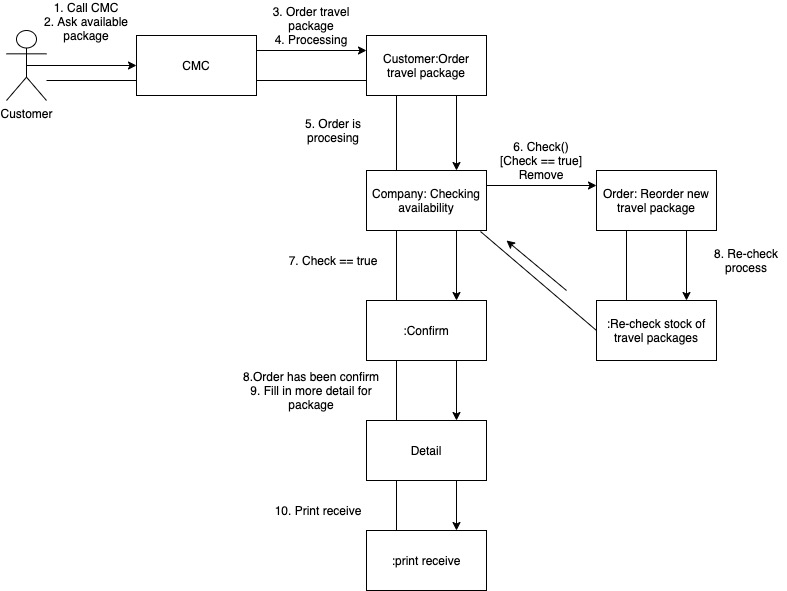 1. Call CMC
2. Ask available
package
3. Order travel
package
4. Processing
CMC
Customer:Order
travel package
Customer
5. Order is
procesing
6. Check()
[Check == true]
Remove
Company: Checking
availability
Order: Reorder new
travel package
7. Check == true
8. Re-check
process
:Confirm
:Re-check stock of
travel packages
8.Order has been confirm
9. Fill in more detail for
package
Detail
10. Print receive
:print receive